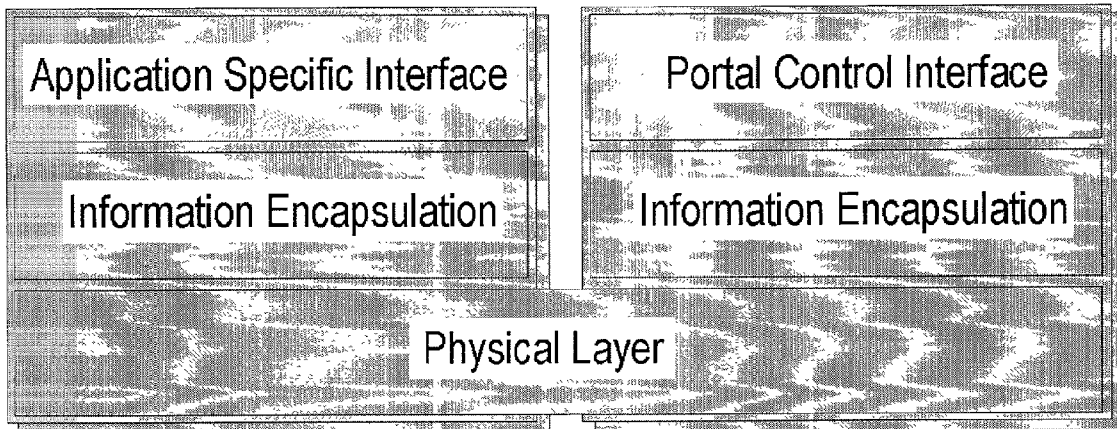 Application Specific Interface
Portal Control Interface
Information Encapsulation
Information Encapsulation
Physical Layer